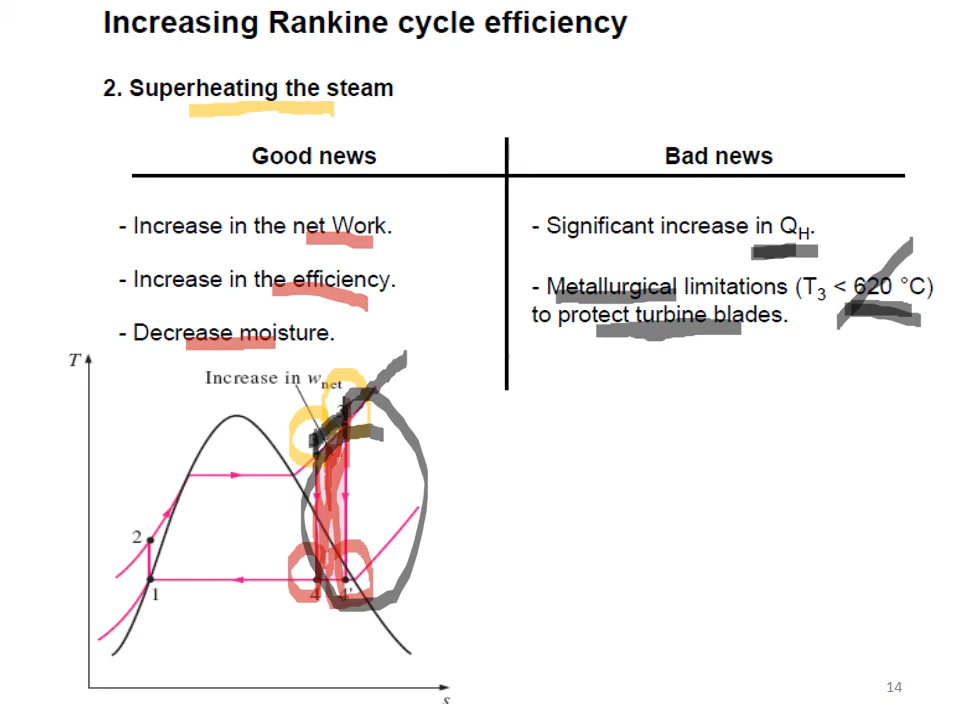 Increasing Rankine cycle efficiency
2. Superheating the steam
Good news
Bad news
- Increase in the net Work.
- Increase in the efficiency.
- Decrease moisture.
- Significant increase in QH.
- Metallurgical limitations (T3 < 620 °C)
to protect turbine blades.
T
Increase in wnet
2
1
4
4'
s
14